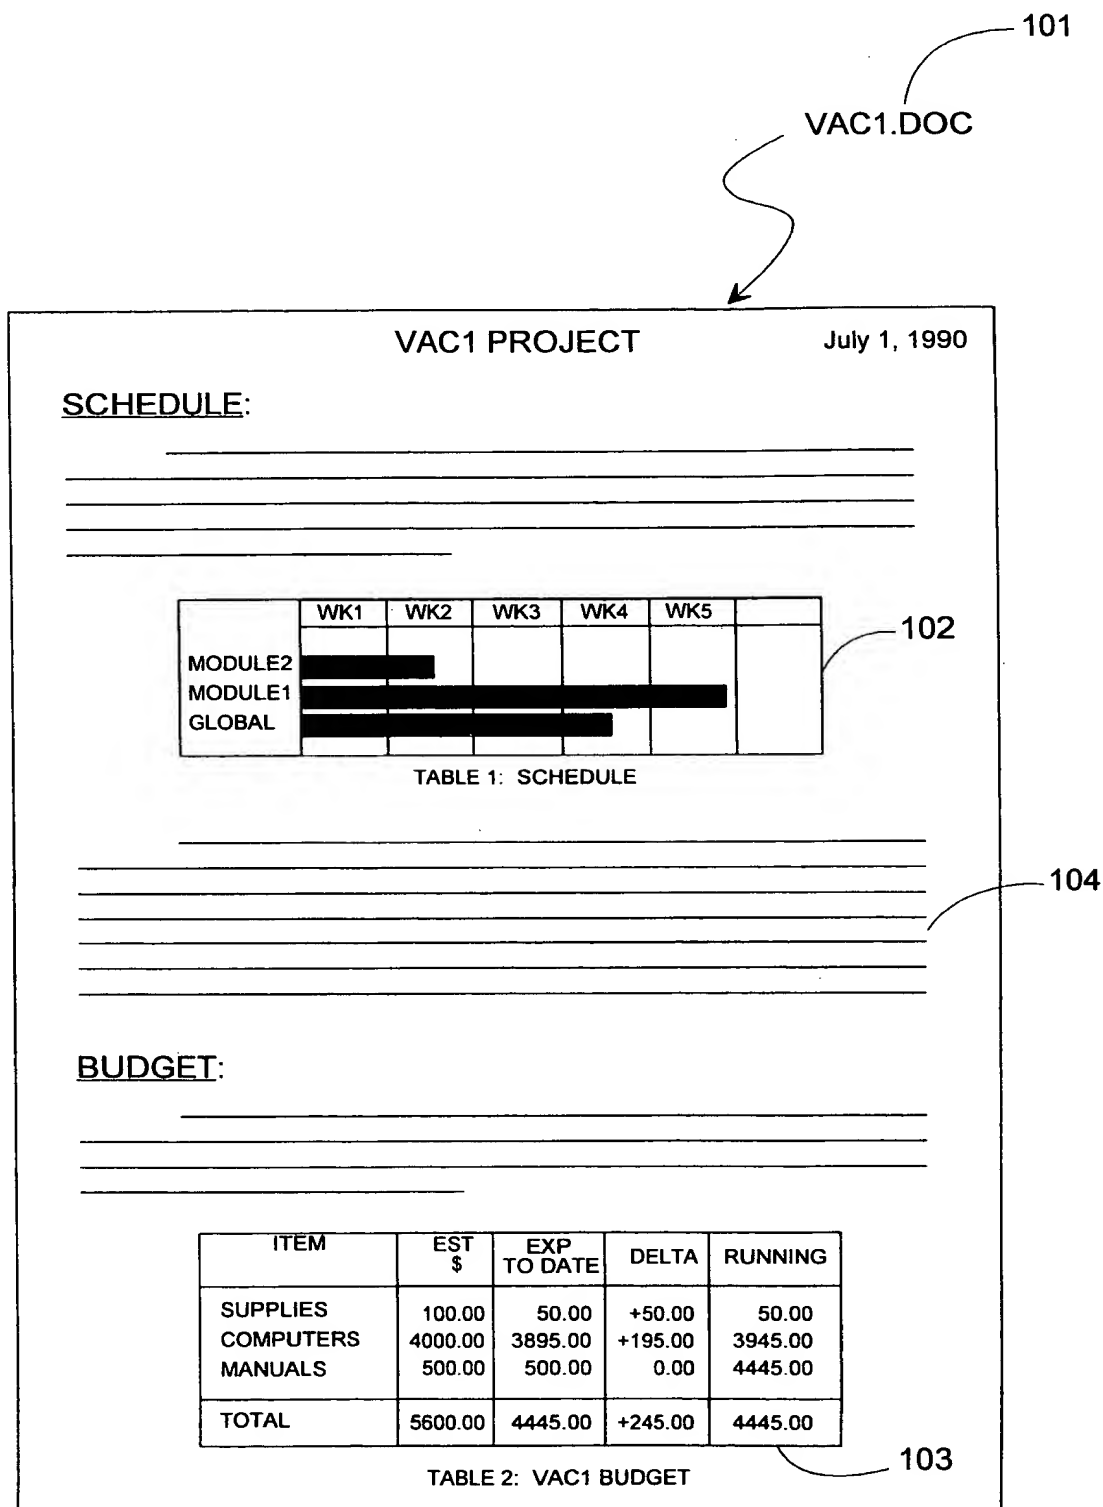 101
VAC1.DOC
VAC1 PROJECT July 1, 1990
SCHEDULE:
WK1 WK2 WK3 WK4 WK5
102
MODULE2
MODULE1
GLOBAL
TABLE 1: SCHEDULE
104
BUDGET:
ITEM EST $ EXP TO DATE DELTA RUNNING
SUPPLIES 100.00 50.00 +50.00 50.00
COMPUTERS 4000.00 3895.00 +195.00 3945.00
MANUALS 500.00 500.00 0.00 4445.00
TOTAL 5600.00 4445.00 +245.00 4445.00
103
TABLE 2: VAC1 BUDGET